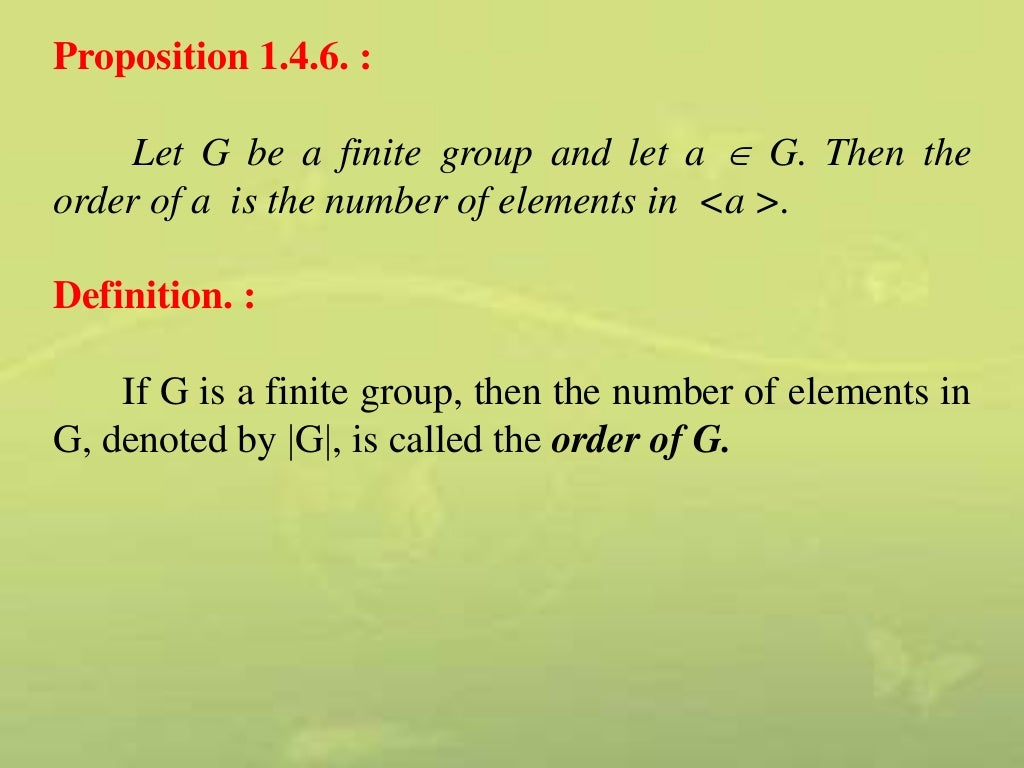 Proposition 1.4.6. :
Let G be a finite group and let a ∈ G. Then the
order of a is the number of elements in <a >.
Definition. :
If G is a finite group, then the number of elements in
G, denoted by |G|, is called the order of G.